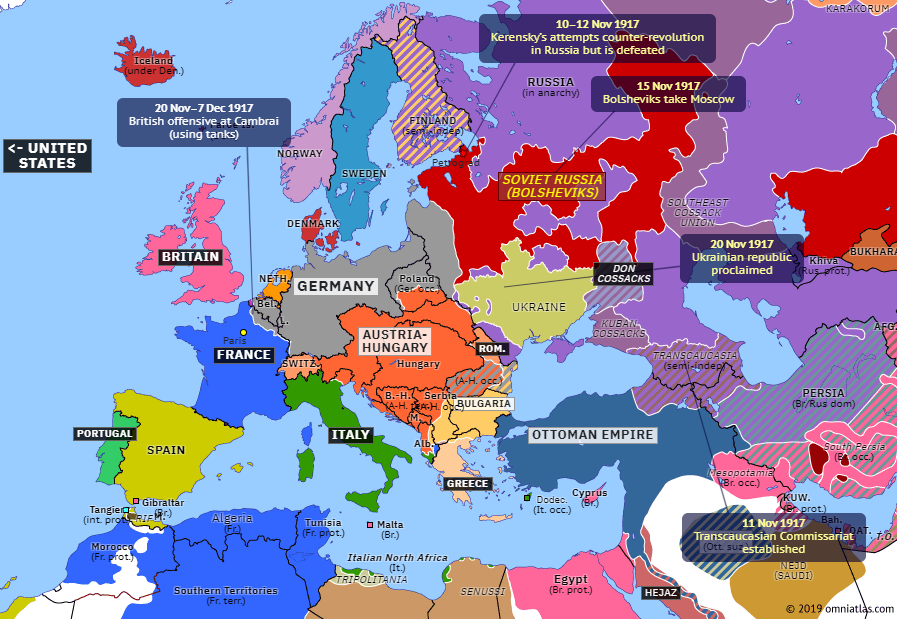 KARAKORUM
10–12 Nov 1917
Kerensky's attempts counter-revolution
in Russia but is defeated
Iceland
(under Den.)
RUSSIA
(in anarchy)
15 Nov 1917
Bolsheviks take Moscow
20 Nov–7 Dec 1917
British offensive at Cambrai
(using tanks)
FINLAND
(semi-indep)
<- UNITED
STATES
NORWAY
SWEDEN
SOVIET RUSSIA
(BOLSHEVIKS)
SOUTHEAST
COSSACK
UNION
DENMARK
BRITAIN
20 Nov 1917
Ukrainian republic
proclaimed
Khiva
(Rus. prot.)
BUKHARA
DON
COSSACKS
NETH.
GERMANY
Poland
(Ger. occ.)
Bel.
L.
UKRAINE
KUBAN
COSSACKS
AFG.
Paris
FRANCE
AUSTRIA-
HUNGARY
ROM.
SWITZ.
Hungary
TRANSCAUCASIA
(semi-indep)
(A-H. occ.)
PERSIA
(Br/Rus dom)
B.-H.
Serbia
BULGARIA
M.
PORTUGAL
SPAIN
ITALY
Alb.
OTTOMAN EMPIRE
South Persia
(Br. occ.)
GREECE
Mesopotamia
(Br. occ.)
Gibraltar
(Br.)
Tangier
(int. prot.)
RIF
Algeria
(Fr.)
Tunisia
(Fr. prot.)
Malta
(Br.)
Dodec.
(It. occ.)
Cyprus
(Br.)
KUW.
(Br. prot.)
Bah.
QAT.
T.O.
11 Nov 1917
Transcaucasian Commissariat
established
Morocco
(Fr. prot.)
Italian North Africa
(It.)
TRIPOLITANIA
SENUSSI
Egypt
(Br. prot.)
HEJAZ
NEJD
(SAUDI)
Southern Territories
(Fr. terr.)
© 2019 omniatlas.com